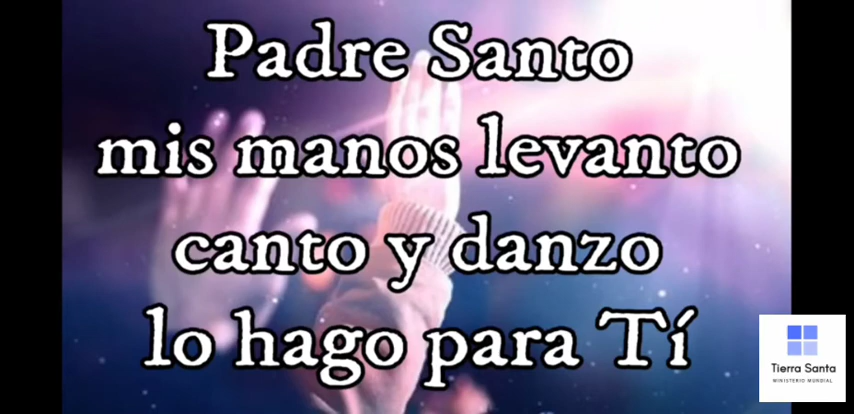 Padre Santo
mis manos levanto
canto y danzo
lo hago para Tí
Tierra Santa
MINISTERIO MUNDIAL